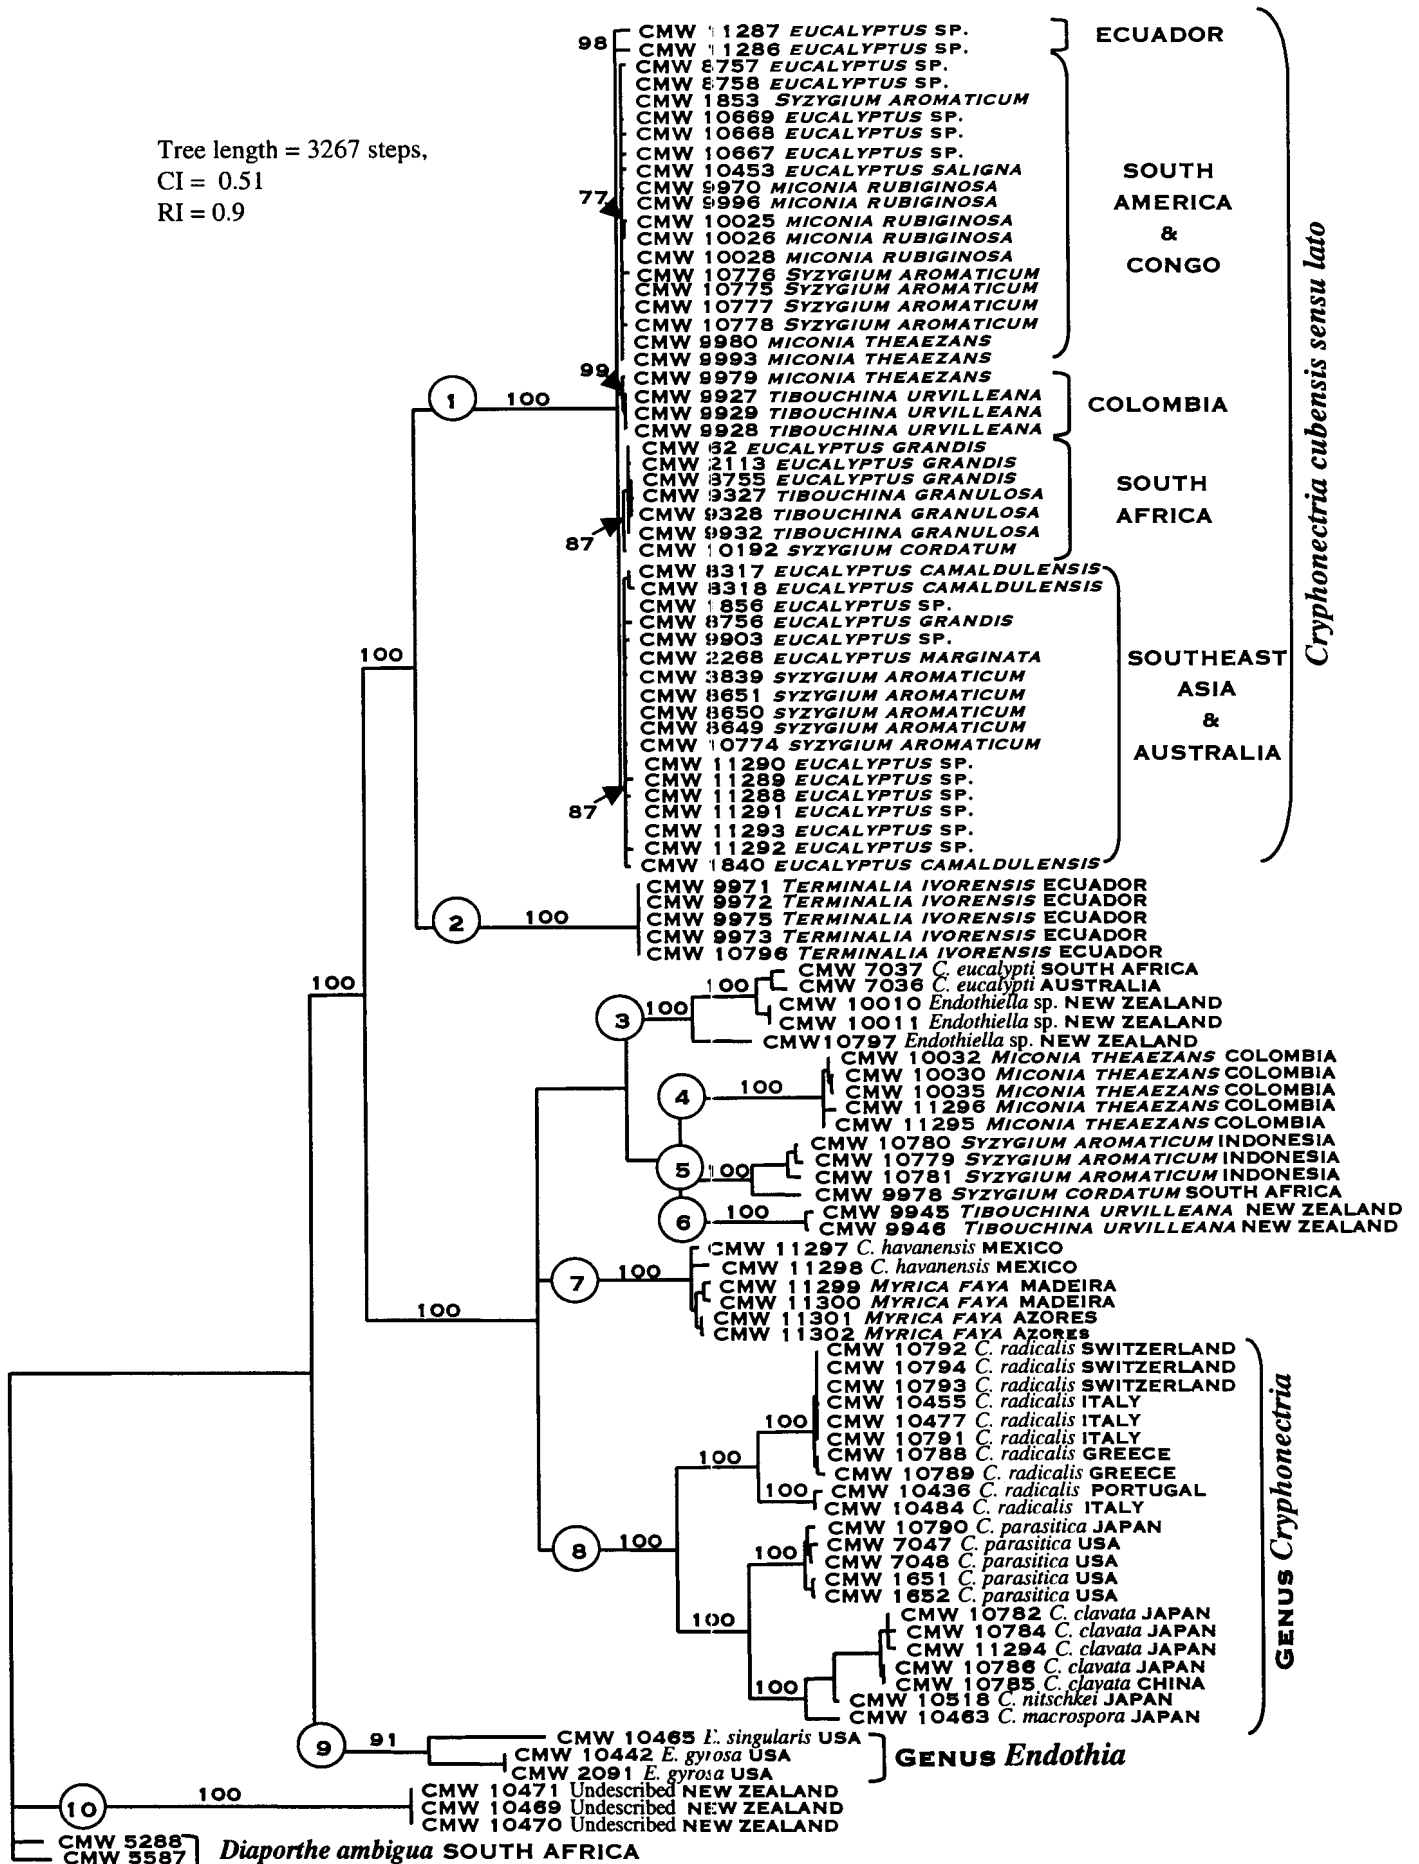 CMW 11287 EUCALYPTUS SP.
98
CMW 11286 EUCALYPTUS SP.
ECUADOR
CMW 8757 EUCALYPTUS SP.
CMW 8758 EUCALYPTUS SP.
CMW 1853 SYZYGIUM AROMATICUM
CMW 10669 EUCALYPTUS SP.
CMW 10668 EUCALYPTUS SP.
CMW 10667 EUCALYPTUS SP.
CMW 10453 EUCALYPTUS SALIGNA
77
CMW 9970 MICONIA RUBIGINOSA
CMW 9996 MICONIA RUBIGINOSA
CMW 10025 MICONIA RUBIGINOSA
CMW 10026 MICONIA RUBIGINOSA
CMW 10028 MICONIA RUBIGINOSA
CMW 10776 SYZYGIUM AROMATICUM
CMW 10775 SYZYGIUM AROMATICUM
CMW 10777 SYZYGIUM AROMATICUM
CMW 10778 SYZYGIUM AROMATICUM
CMW 9980 MICONIA THEAEZANS
CMW 9993 MICONIA THEAEZANS
SOUTH
AMERICA
&
CONGO
Tree length = 3267 steps,
CI = 0.51
RI = 0.9
99
CMW 9979 MICONIA THEAEZANS
CMW 9927 TIBOUCHINA URVILLEANA
CMW 9929 TIBOUCHINA URVILLEANA
CMW 9928 TIBOUCHINA URVILLEANA
COLOMBIA
1
100
CMW 62 EUCALYPTUS GRANDIS
CMW 2113 EUCALYPTUS GRANDIS
CMW 8755 EUCALYPTUS GRANDIS
CMW 9327 TIBOUCHINA GRANULOSA
CMW 9328 TIBOUCHINA GRANULOSA
CMW 9932 TIBOUCHINA GRANULOSA
CMW 10192 SYZYGIUM CORDATUM
87
SOUTH
AFRICA
CMW 8317 EUCALYPTUS CAMALDULENSIS
CMW 8318 EUCALYPTUS CAMALDULENSIS
CMW 1856 EUCALYPTUS SP.
CMW 8756 EUCALYPTUS GRANDIS
CMW 9903 EUCALYPTUS SP.
CMW 2268 EUCALYPTUS MARGINATA
CMW 3839 SYZYGIUM AROMATICUM
CMW 8651 SYZYGIUM AROMATICUM
CMW 8650 SYZYGIUM AROMATICUM
CMW 8649 SYZYGIUM AROMATICUM
CMW 10774 SYZYGIUM AROMATICUM
CMW 11290 EUCALYPTUS SP.
CMW 11289 EUCALYPTUS SP.
CMW 11288 EUCALYPTUS SP.
CMW 11291 EUCALYPTUS SP.
CMW 11293 EUCALYPTUS SP.
CMW 11292 EUCALYPTUS SP.
CMW 1840 EUCALYPTUS CAMALDULENSIS
87
SOUTHEAST
ASIA
&
AUSTRALIA
Cryphonectria cubensis sensu lato
100
2
100
CMW 9971 TERMINALIA IVORENSIS ECUADOR
CMW 9972 TERMINALIA IVORENSIS ECUADOR
CMW 9975 TERMINALIA IVORENSIS ECUADOR
CMW 9973 TERMINALIA IVORENSIS ECUADOR
CMW 10796 TERMINALIA IVORENSIS ECUADOR
100
3
100
100
CMW 7037 C. eucalypti SOUTH AFRICA
CMW 7036 C. eucalypti AUSTRALIA
CMW 10010 Endothiella sp. NEW ZEALAND
CMW 10011 Endothiella sp. NEW ZEALAND
CMW10797 Endothiella sp. NEW ZEALAND
4
100
CMW 10032 MICONIA THEAEZANS COLOMBIA
CMW 10030 MICONIA THEAEZANS COLOMBIA
CMW 10035 MICONIA THEAEZANS COLOMBIA
CMW 11296 MICONIA THEAEZANS COLOMBIA
CMW 11295 MICONIA THEAEZANS COLOMBIA
5
100
CMW 10780 SYZYGIUM AROMATICUM INDONESIA
CMW 10779 SYZYGIUM AROMATICUM INDONESIA
CMW 10781 SYZYGIUM AROMATICUM INDONESIA
CMW 9978 SYZYGIUM CORDATUM SOUTH AFRICA
6
100
CMW 9945 TIBOUCHINA URVILLEANA NEW ZEALAND
CMW 9946 TIBOUCHINA URVILLEANA NEW ZEALAND
100
7
100
CMW 11297 C. havanensis MEXICO
CMW 11298 C. havanensis MEXICO
CMW 11299 MYRICA FAYA MADEIRA
CMW 11300 MYRICA FAYA MADEIRA
CMW 11301 MYRICA FAYA AZORES
CMW 11302 MYRICA FAYA AZORES
8
100
100
100
CMW 10792 C. radicalis SWITZERLAND
CMW 10794 C. radicalis SWITZERLAND
CMW 10793 C. radicalis SWITZERLAND
CMW 10455 C. radicalis ITALY
CMW 10477 C. radicalis ITALY
CMW 10791 C. radicalis ITALY
CMW 10788 C. radicalis GREECE
CMW 10789 C. radicalis GREECE
100
CMW 10436 C. radicalis PORTUGAL
CMW 10484 C. radicalis ITALY
100
100
CMW 10790 C. parasitica JAPAN
CMW 7047 C. parasitica USA
CMW 7048 C. parasitica USA
CMW 1651 C. parasitica USA
CMW 1652 C. parasitica USA
100
CMW 10782 C. clavata JAPAN
CMW 10784 C. clavata JAPAN
CMW 11294 C. clavata JAPAN
CMW 10786 C. clavata JAPAN
CMW 10785 C. clavata CHINA
CMW 10518 C. nitschkei JAPAN
CMW 10463 C. macrospora JAPAN
GENUS Cryphonectria
9
91
CMW 10465 E. singularis USA
CMW 10442 E. gyrosa USA
CMW 2091 E. gyrosa USA
GENUS Endothia
10
100
CMW 10471 Undescribed NEW ZEALAND
CMW 10469 Undescribed NEW ZEALAND
CMW 10470 Undescribed NEW ZEALAND
CMW 5288
CMW 5587
Diaporthe ambigua SOUTH AFRICA